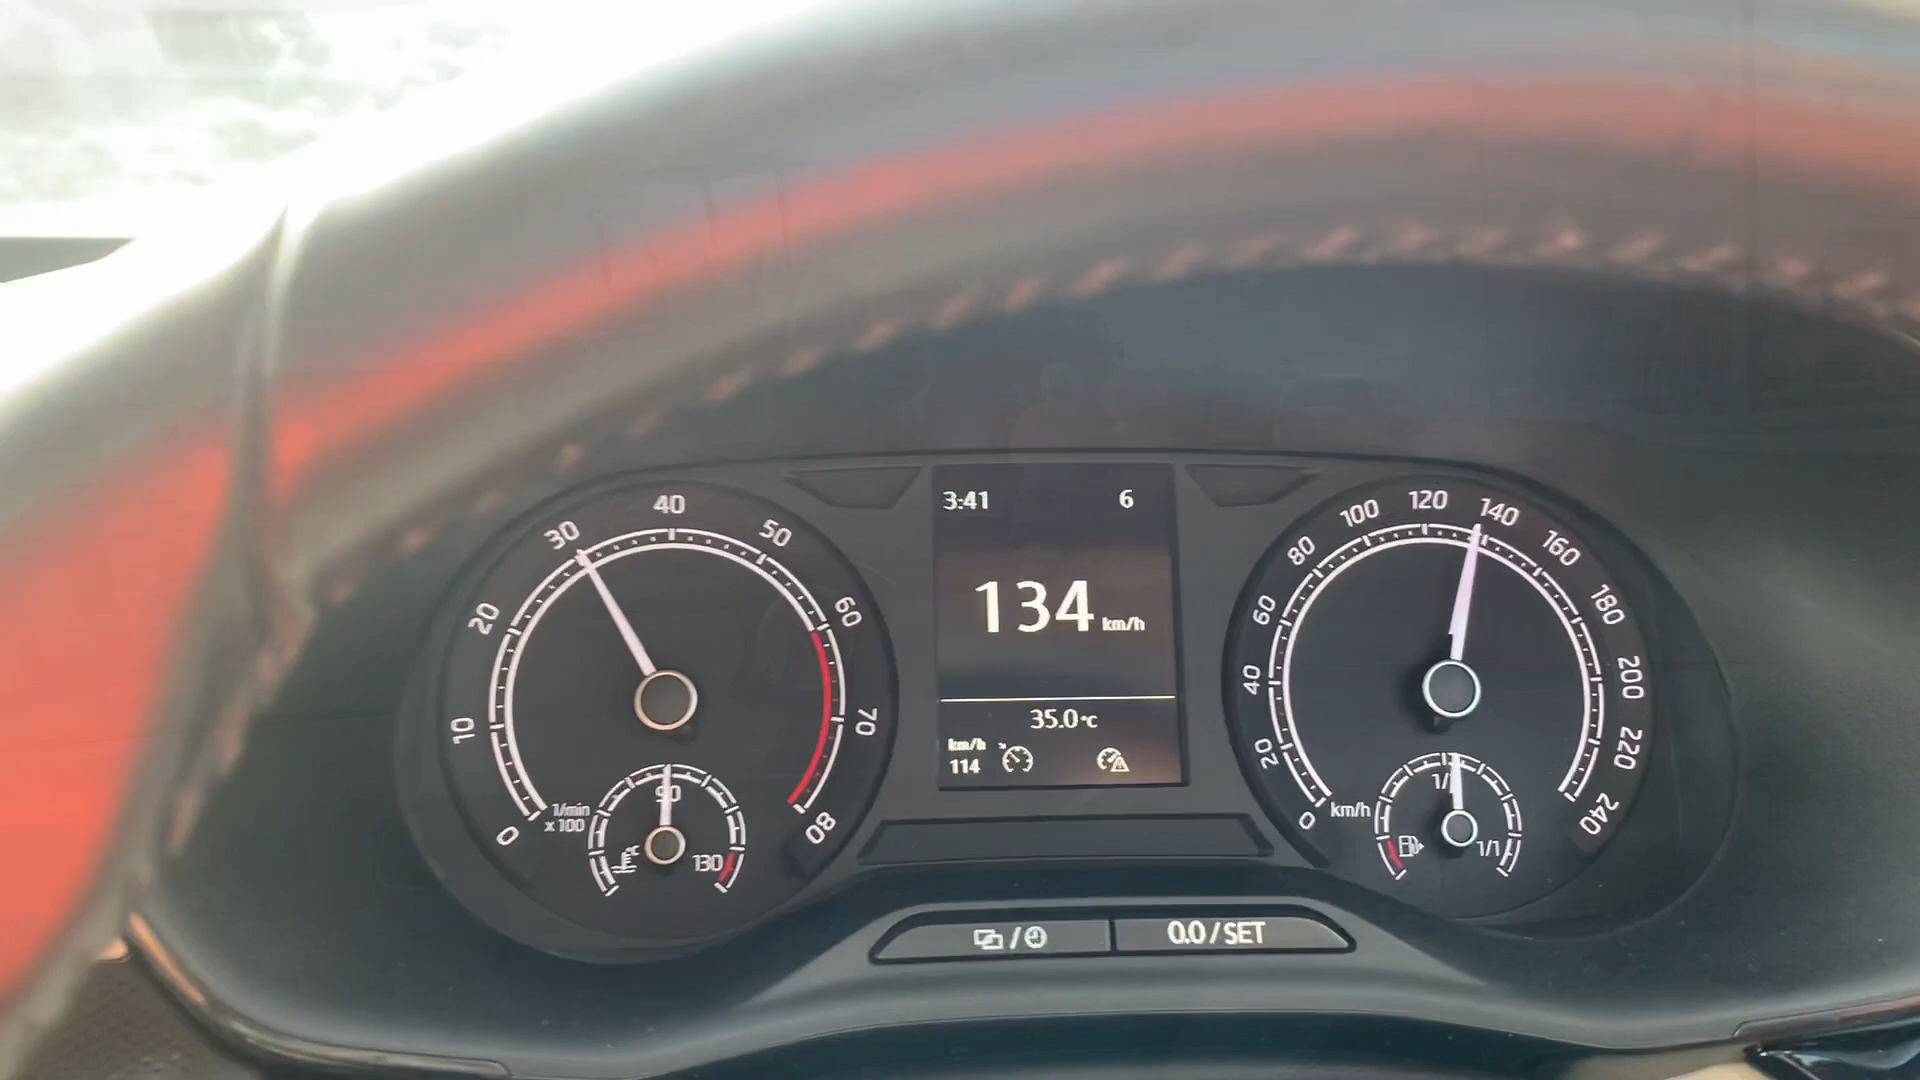 3:41 6
134 km/h
35.0°C
km/h
114
0 10 20 30 40 50 60 70 80
1/min
x 100
90
°C
130
0 20 40 60 80 100 120 140 160 180 200 220 240
km/h
1/1
0.0 / SET